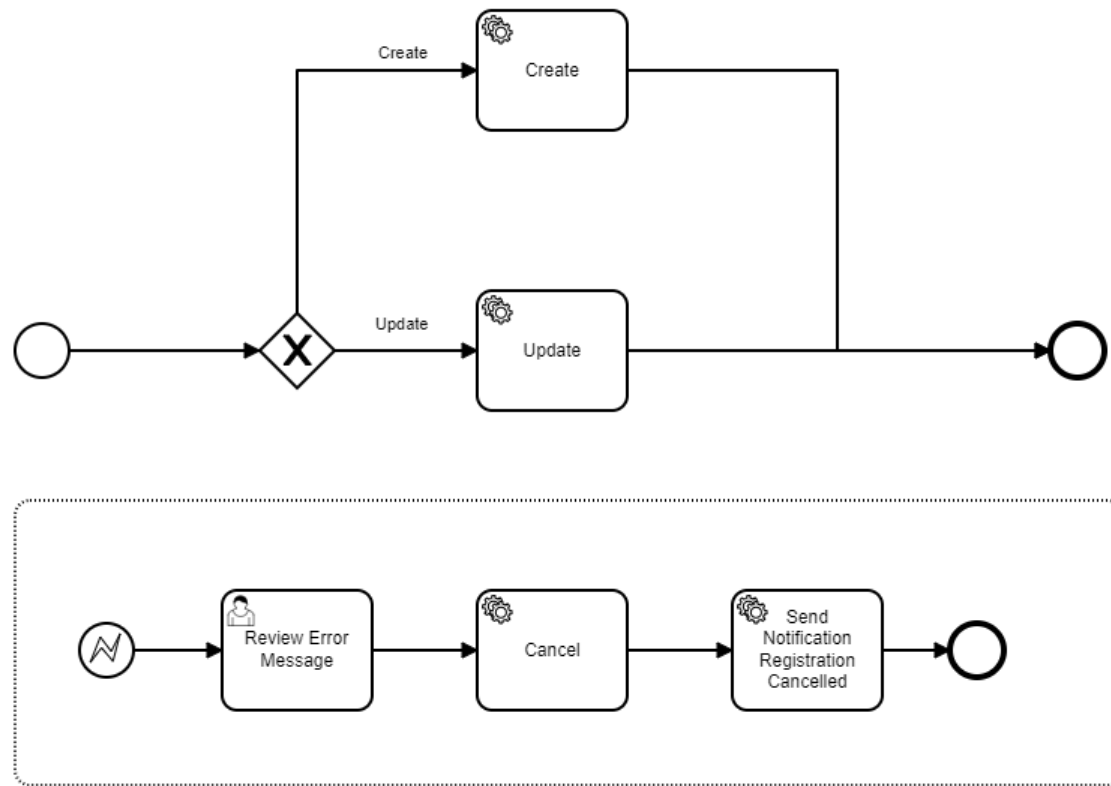 Create
Create
Update
Update
Review Error
Message
Cancel
Send
Notification
Registration
Cancelled